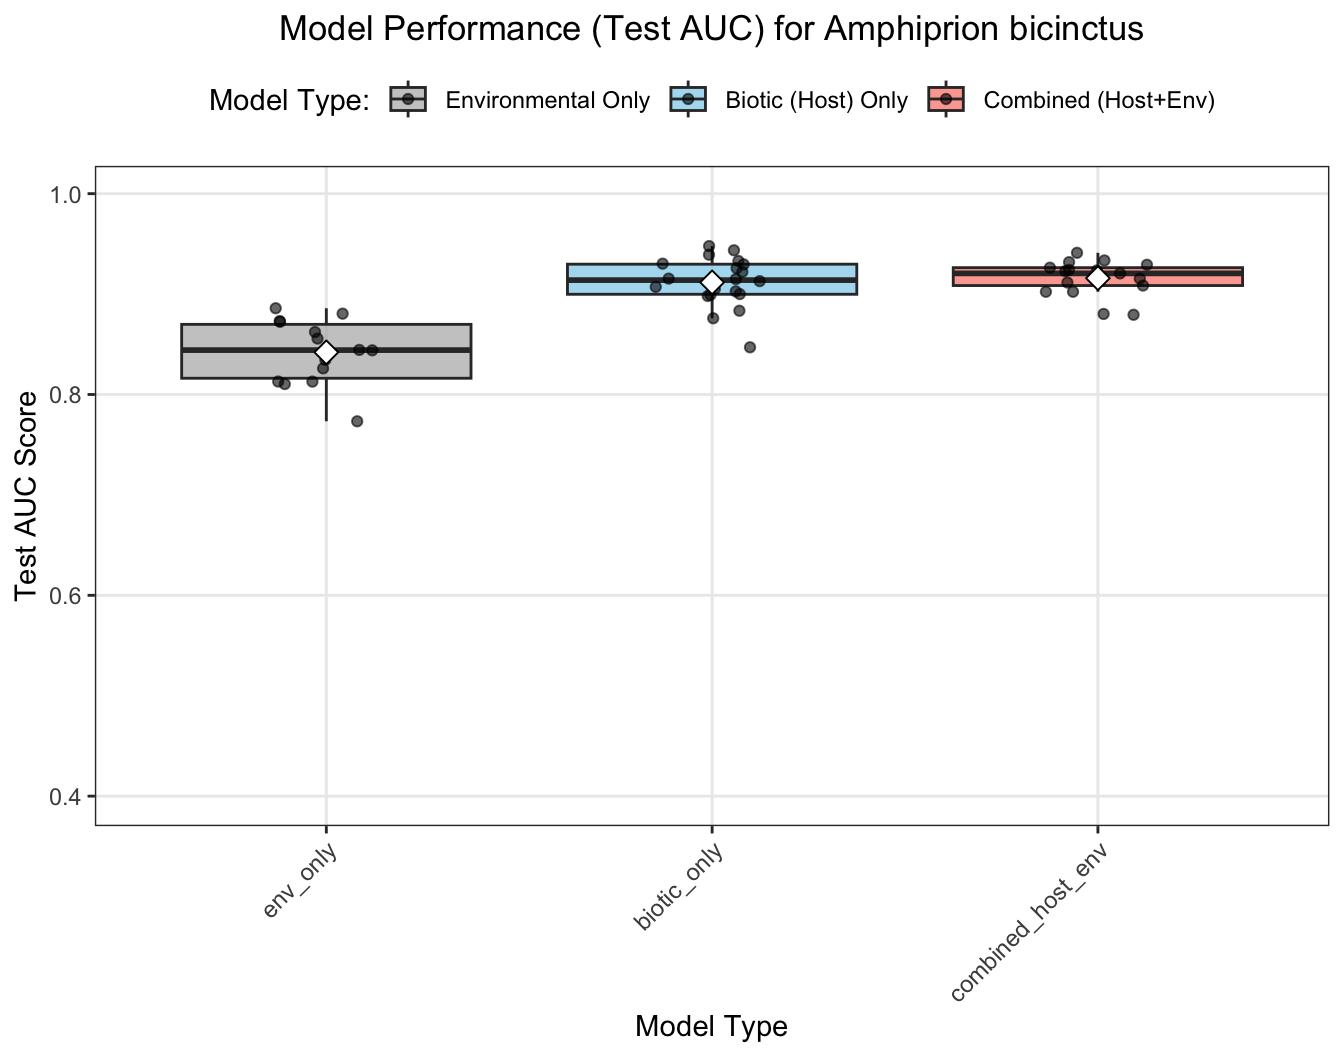 Model Performance (Test AUC) for Amphiprion bicinctus
Model Type: Environmental Only Biotic (Host) Only Combined (Host+Env)
1.0
0.8
0.6
0.4
Test AUC Score
env_only
biotic_only
combined_host_env
Model Type